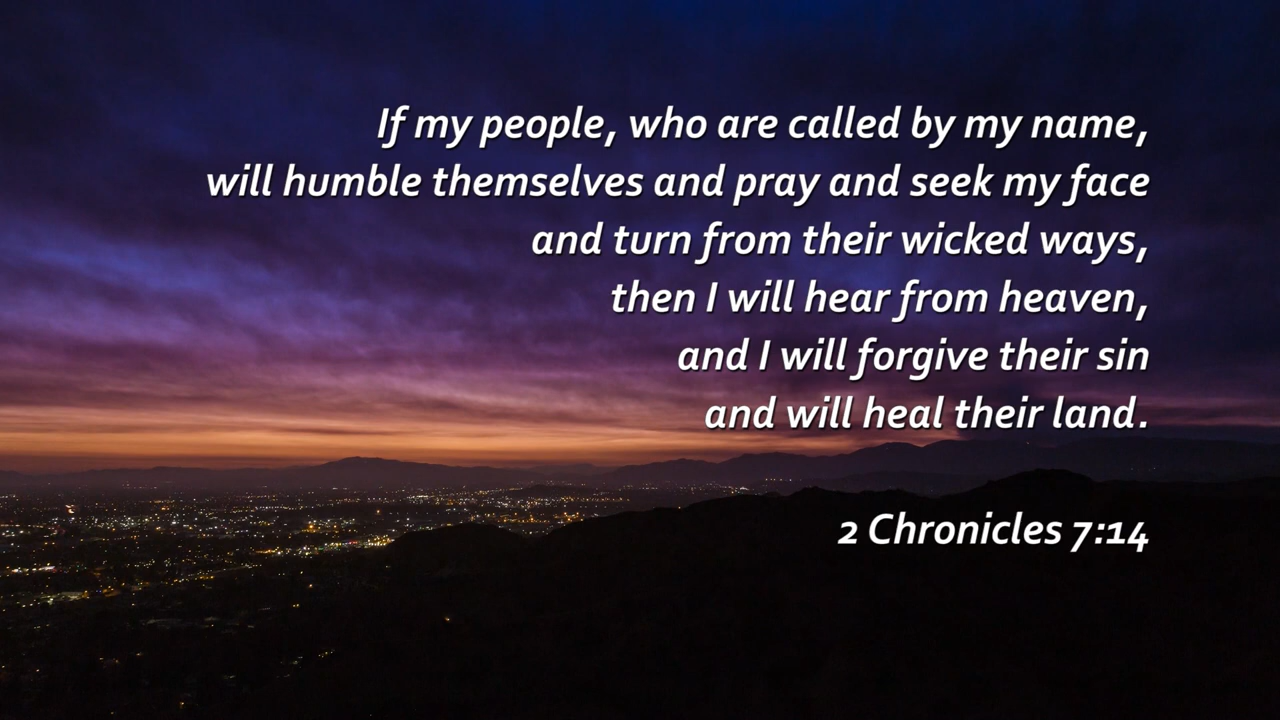 If my people, who are called by my name,
will humble themselves and pray and seek my face
and turn from their wicked ways,
then I will hear from heaven,
and I will forgive their sin
and will heal their land.
2 Chronicles 7:14